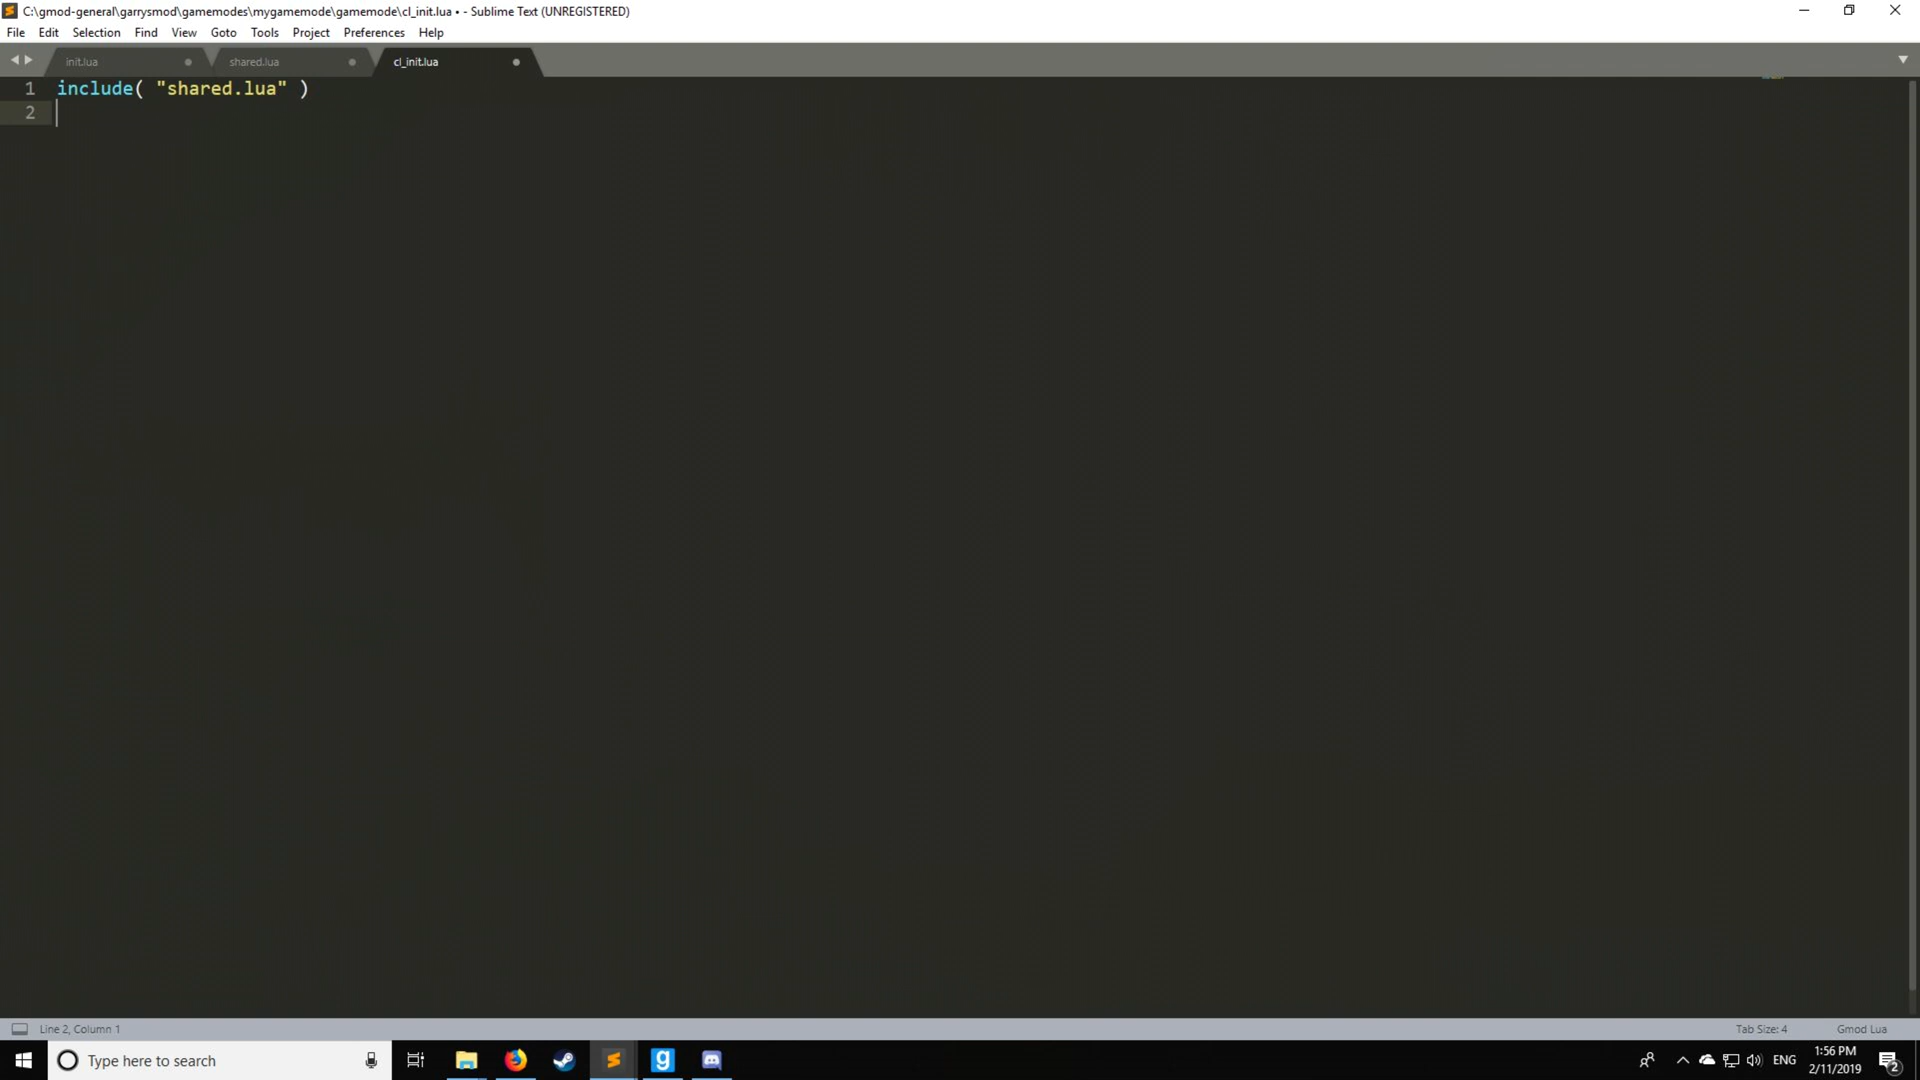 C:\gmod-general\garrysmod\gamemodes\mygamemode\gamemode\cl_init.lua • - Sublime Text (UNREGISTERED)
File Edit Selection Find View Goto Tools Project Preferences Help
init.lua shared.lua cl_init.lua
1 include( "shared.lua" )
2
Line 2, Column 1 Tab Size: 4 Gmod Lua
Type here to search ENG 1:56 PM
2/11/2019 2